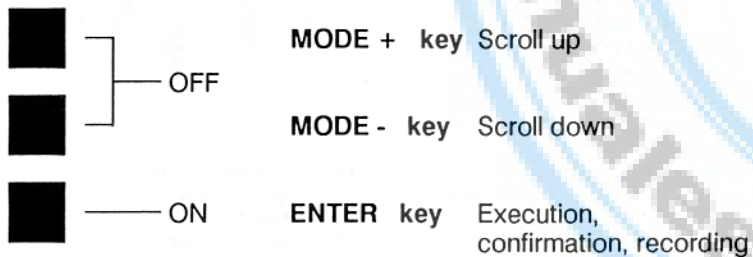 MODE + key Scroll up
OFF
MODE - key Scroll down
ON ENTER key Execution,
confirmation, recording